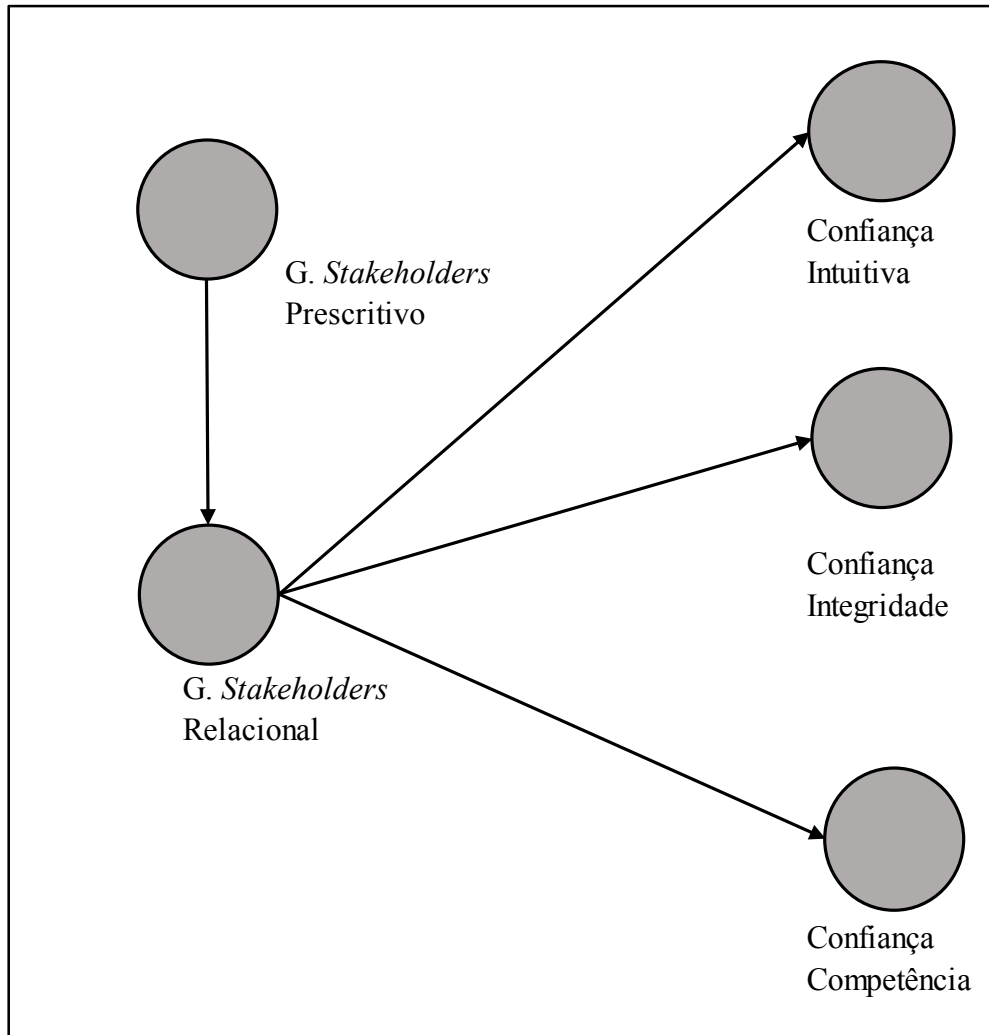 Confiança
Intuitiva
G. Stakeholders
Prescritivo
Confiança
Integridade
G. Stakeholders
Relacional
Confiança
Competência